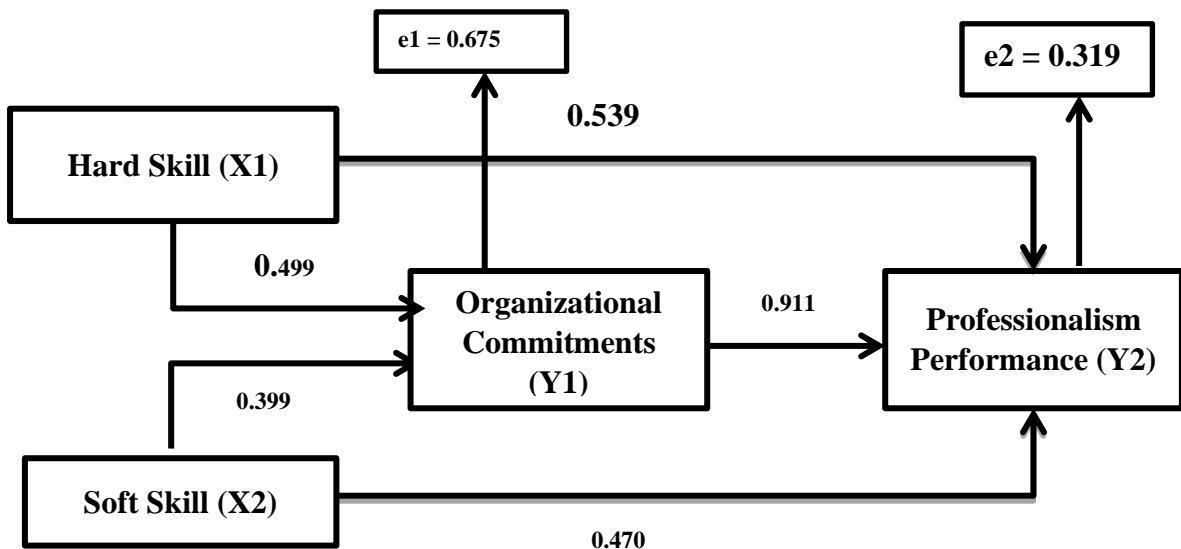 e1 = 0.675
e2 = 0.319
0.539
Hard Skill (X1)
0.499
Organizational
Commitments
(Y1)
0.911
Professionalism
Performance (Y2)
0.399
Soft Skill (X2)
0.470